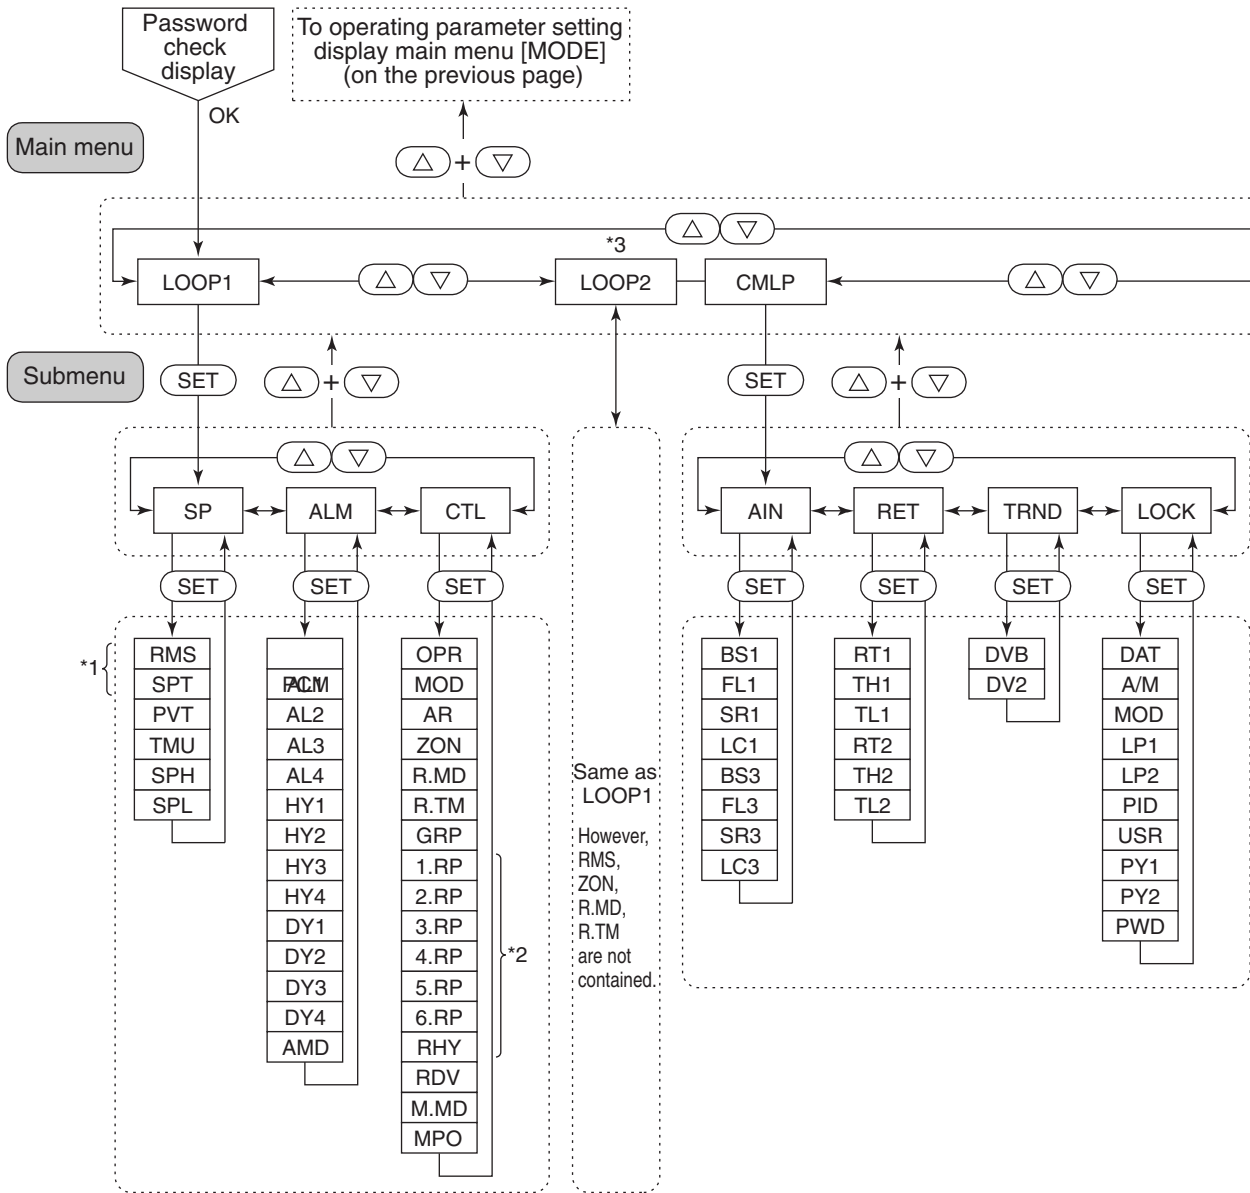 Password
check
display
To operating parameter setting
display main menu [MODE]
(on the previous page)
OK
Main menu
△ + ▽
△ ▽
*3
LOOP1
△ ▽
LOOP2
CMLP
△ ▽
Submenu
SET
△ + ▽
SET
△ + ▽
△ ▽
△ ▽
SP
ALM
CTL
AIN
RET
TRND
LOCK
SET
SET
SET
SET
SET
SET
SET
*1
RMS
SPT
PVT
TMU
SPH
SPL
AL1
AL2
AL3
AL4
HY1
HY2
HY3
HY4
DY1
DY2
DY3
DY4
AMD
OPR
MOD
AR
ZON
R.MD
R.TM
GRP
1.RP
2.RP
3.RP
4.RP
5.RP
6.RP
RHY
RDV
M.MD
MPO
*2
Same as
LOOP1
However,
RMS,
ZON,
R.MD,
R.TM
are not
contained.
BS1
FL1
SR1
LC1
BS3
FL3
SR3
LC3
RT1
TH1
TL1
RT2
TH2
TL2
DVB
DV2
DAT
A/M
MOD
LP1
LP2
PID
USR
PY1
PY2
PWD